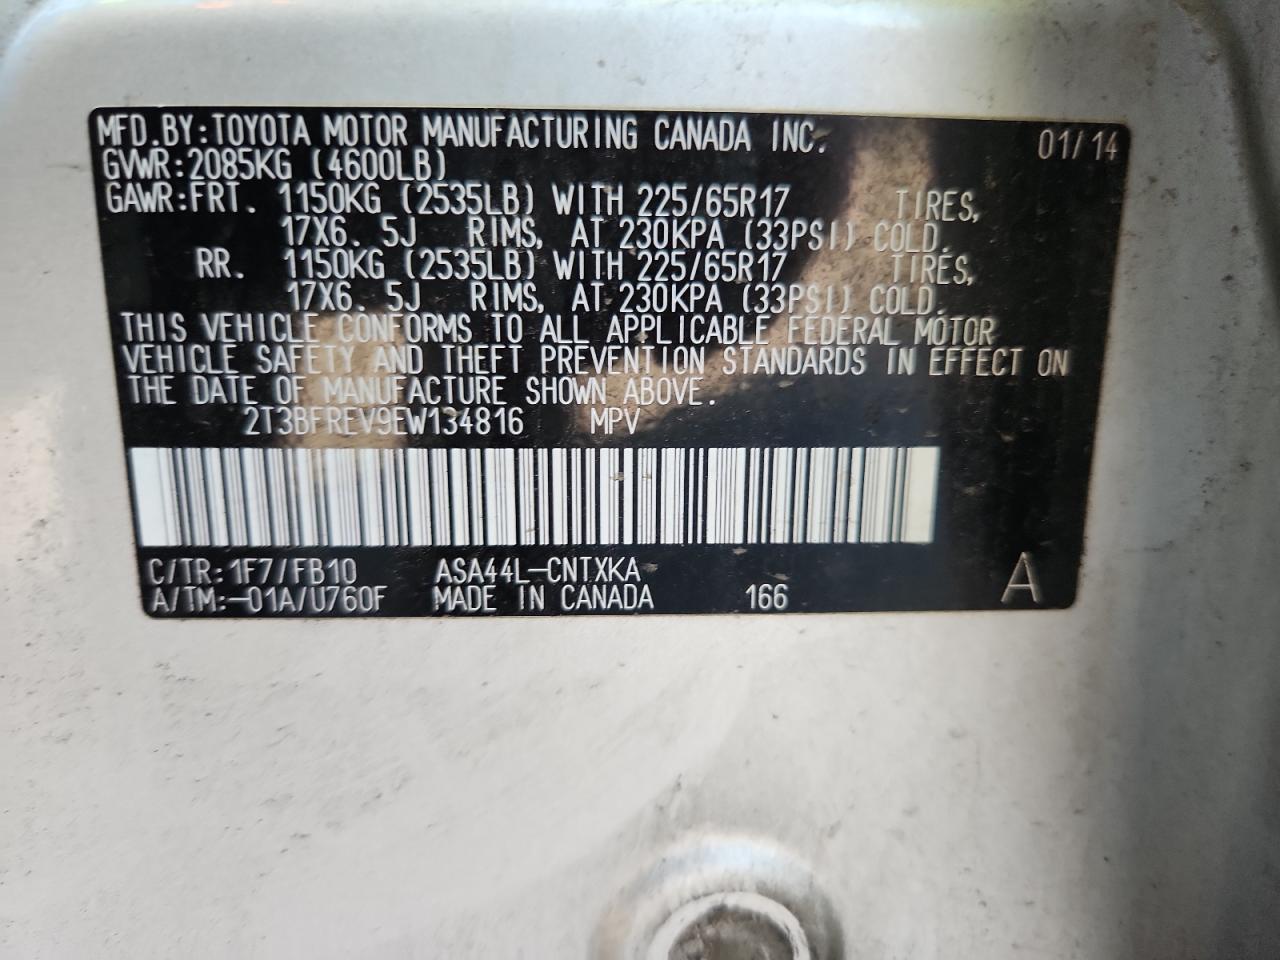 MFD.BY:TOYOTA MOTOR MANUFACTURING CANADA INC. 01/14
GVWR:2085KG (4600LB)
GAWR:FRT. 1150KG (2535LB) WITH 225/65R17 TIRES,
17X6. 5J RIMS, AT 230KPA (33PSI) COLD.
RR. 1150KG (2535LB) WITH 225/65R17 TIRES,
17X6. 5J RIMS, AT 230KPA (33PSI) COLD.
THIS VEHICLE CONFORMS TO ALL APPLICABLE FEDERAL MOTOR
VEHICLE SAFETY AND THEFT PREVENTION STANDARDS IN EFFECT ON
THE DATE OF MANUFACTURE SHOWN ABOVE.
2T3BFREV9EW134816 MPV
C/TR:1F7/FB10 ASA44L-CNTXKA A
A/TM:-01A/U760F MADE IN CANADA 166